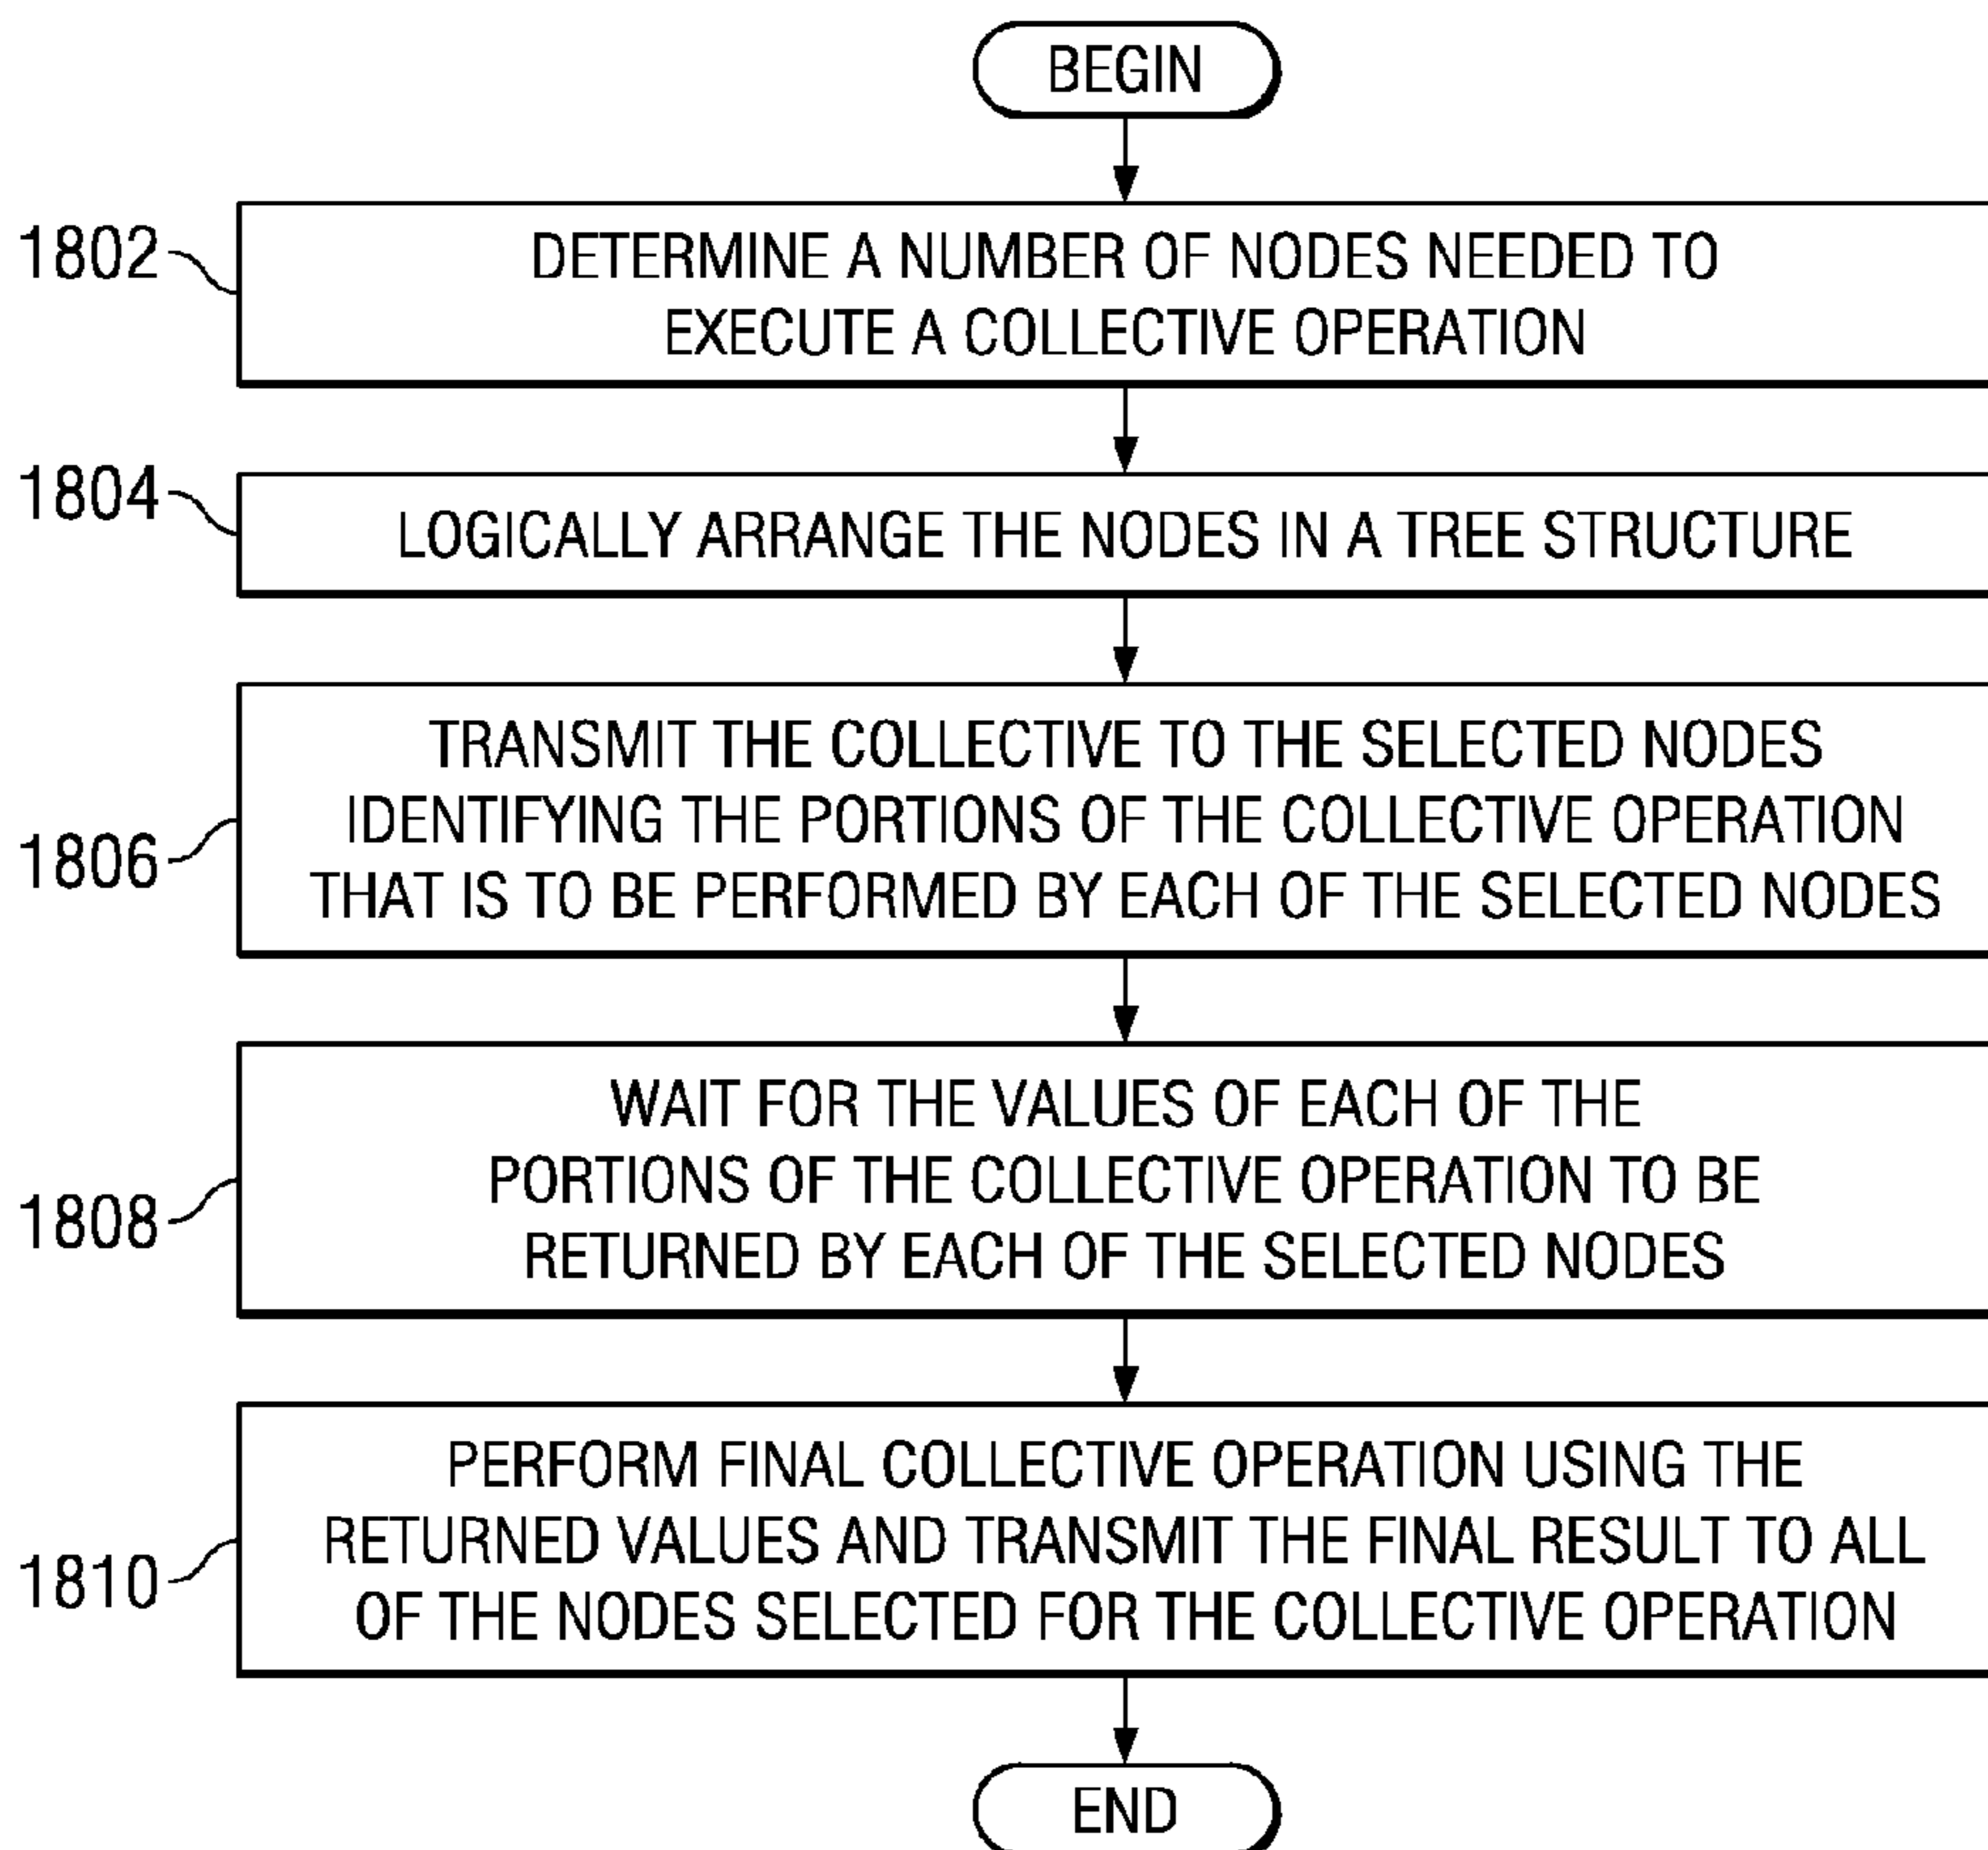 BEGIN
1802
DETERMINE A NUMBER OF NODES NEEDED TO
EXECUTE A COLLECTIVE OPERATION
1804
LOGICALLY ARRANGE THE NODES IN A TREE STRUCTURE
1806
TRANSMIT THE COLLECTIVE TO THE SELECTED NODES
IDENTIFYING THE PORTIONS OF THE COLLECTIVE OPERATION
THAT IS TO BE PERFORMED BY EACH OF THE SELECTED NODES
1808
WAIT FOR THE VALUES OF EACH OF THE
PORTIONS OF THE COLLECTIVE OPERATION TO BE
RETURNED BY EACH OF THE SELECTED NODES
1810
PERFORM FINAL COLLECTIVE OPERATION USING THE
RETURNED VALUES AND TRANSMIT THE FINAL RESULT TO ALL
OF THE NODES SELECTED FOR THE COLLECTIVE OPERATION
END